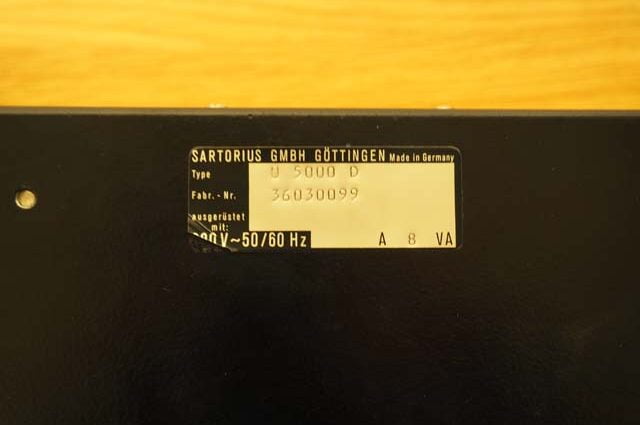 SARTORIUS GMBH GÖTTINGEN Made in Germany
Type U 5000 D
Fabr.-Nr. 36030099
ausgerüstet
mit:
V~50/60 Hz A 8 VA